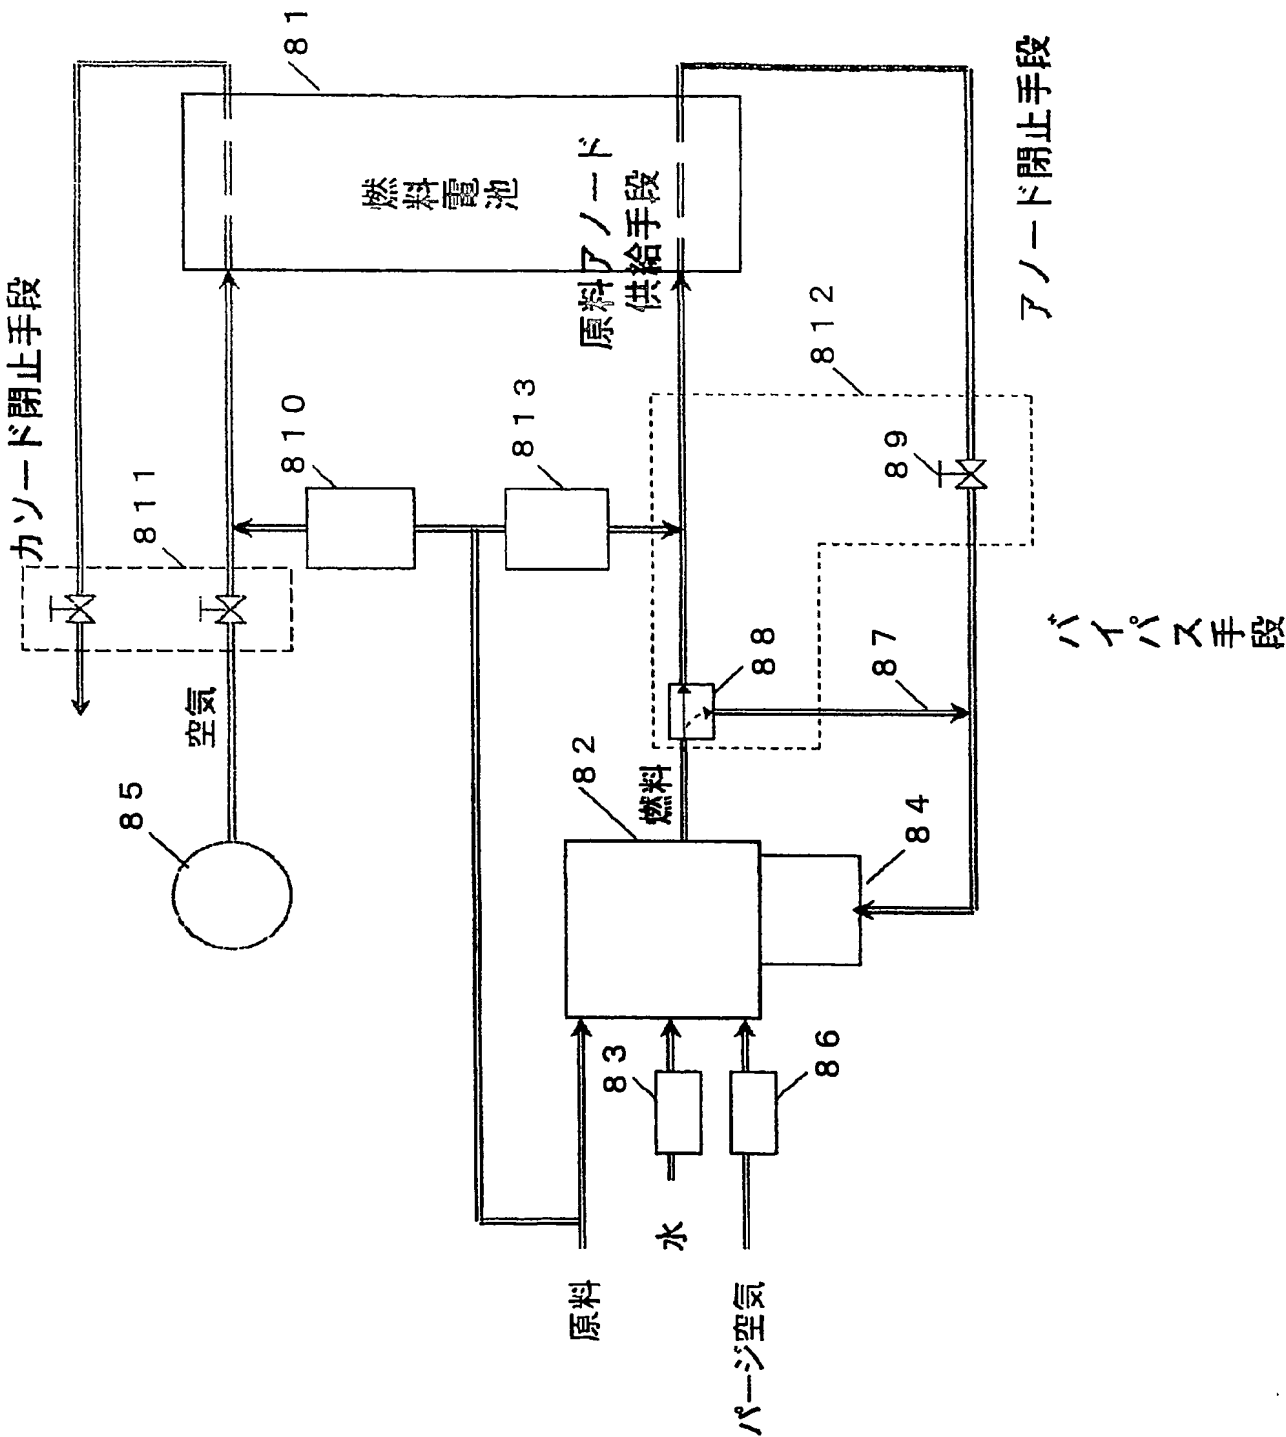 カソード閉止手段
811
空気
85
81
燃料電池
810
813
原料アノード
供給手段
812
アノード閉止手段
89
88
87
バイパス手段
燃料
82
84
83
86
原料
水
パージ空気